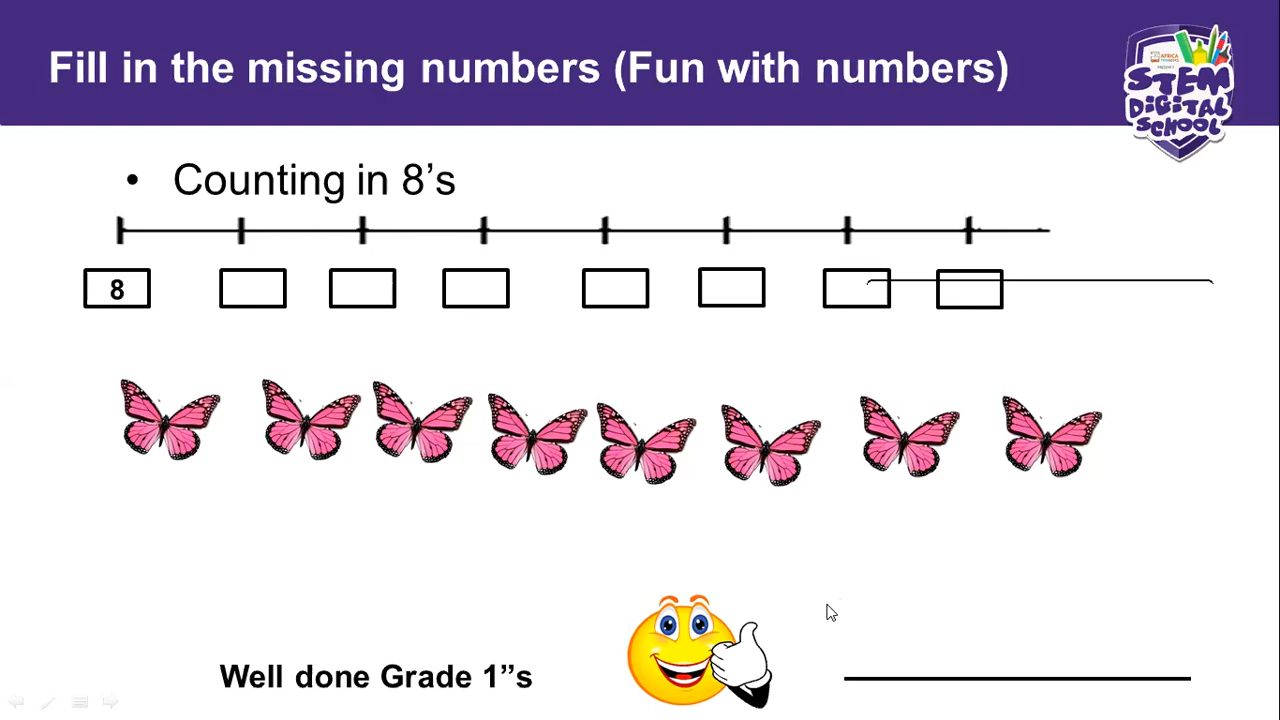 Fill in the missing numbers (Fun with numbers)
STEM
DIGITAL
SCHOOL
• Counting in 8’s
8
Well done Grade 1”s